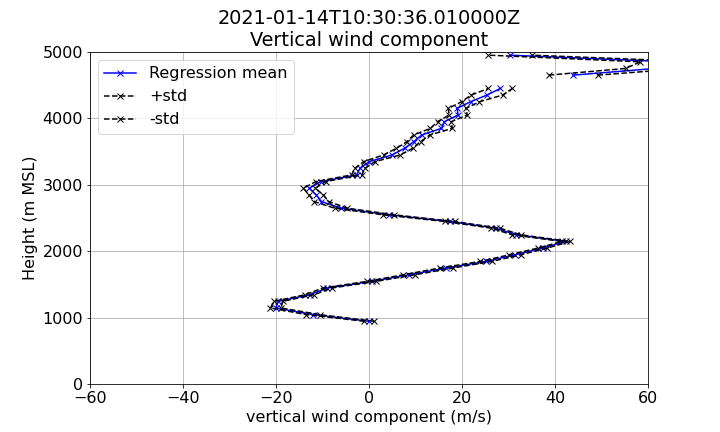 2021-01-14T10:30:36.010000Z
Vertical wind component
Regression mean
+std
-std
Height (m MSL)
5000
4000
3000
2000
1000
0
−60
−40
−20
0
20
40
60
vertical wind component (m/s)